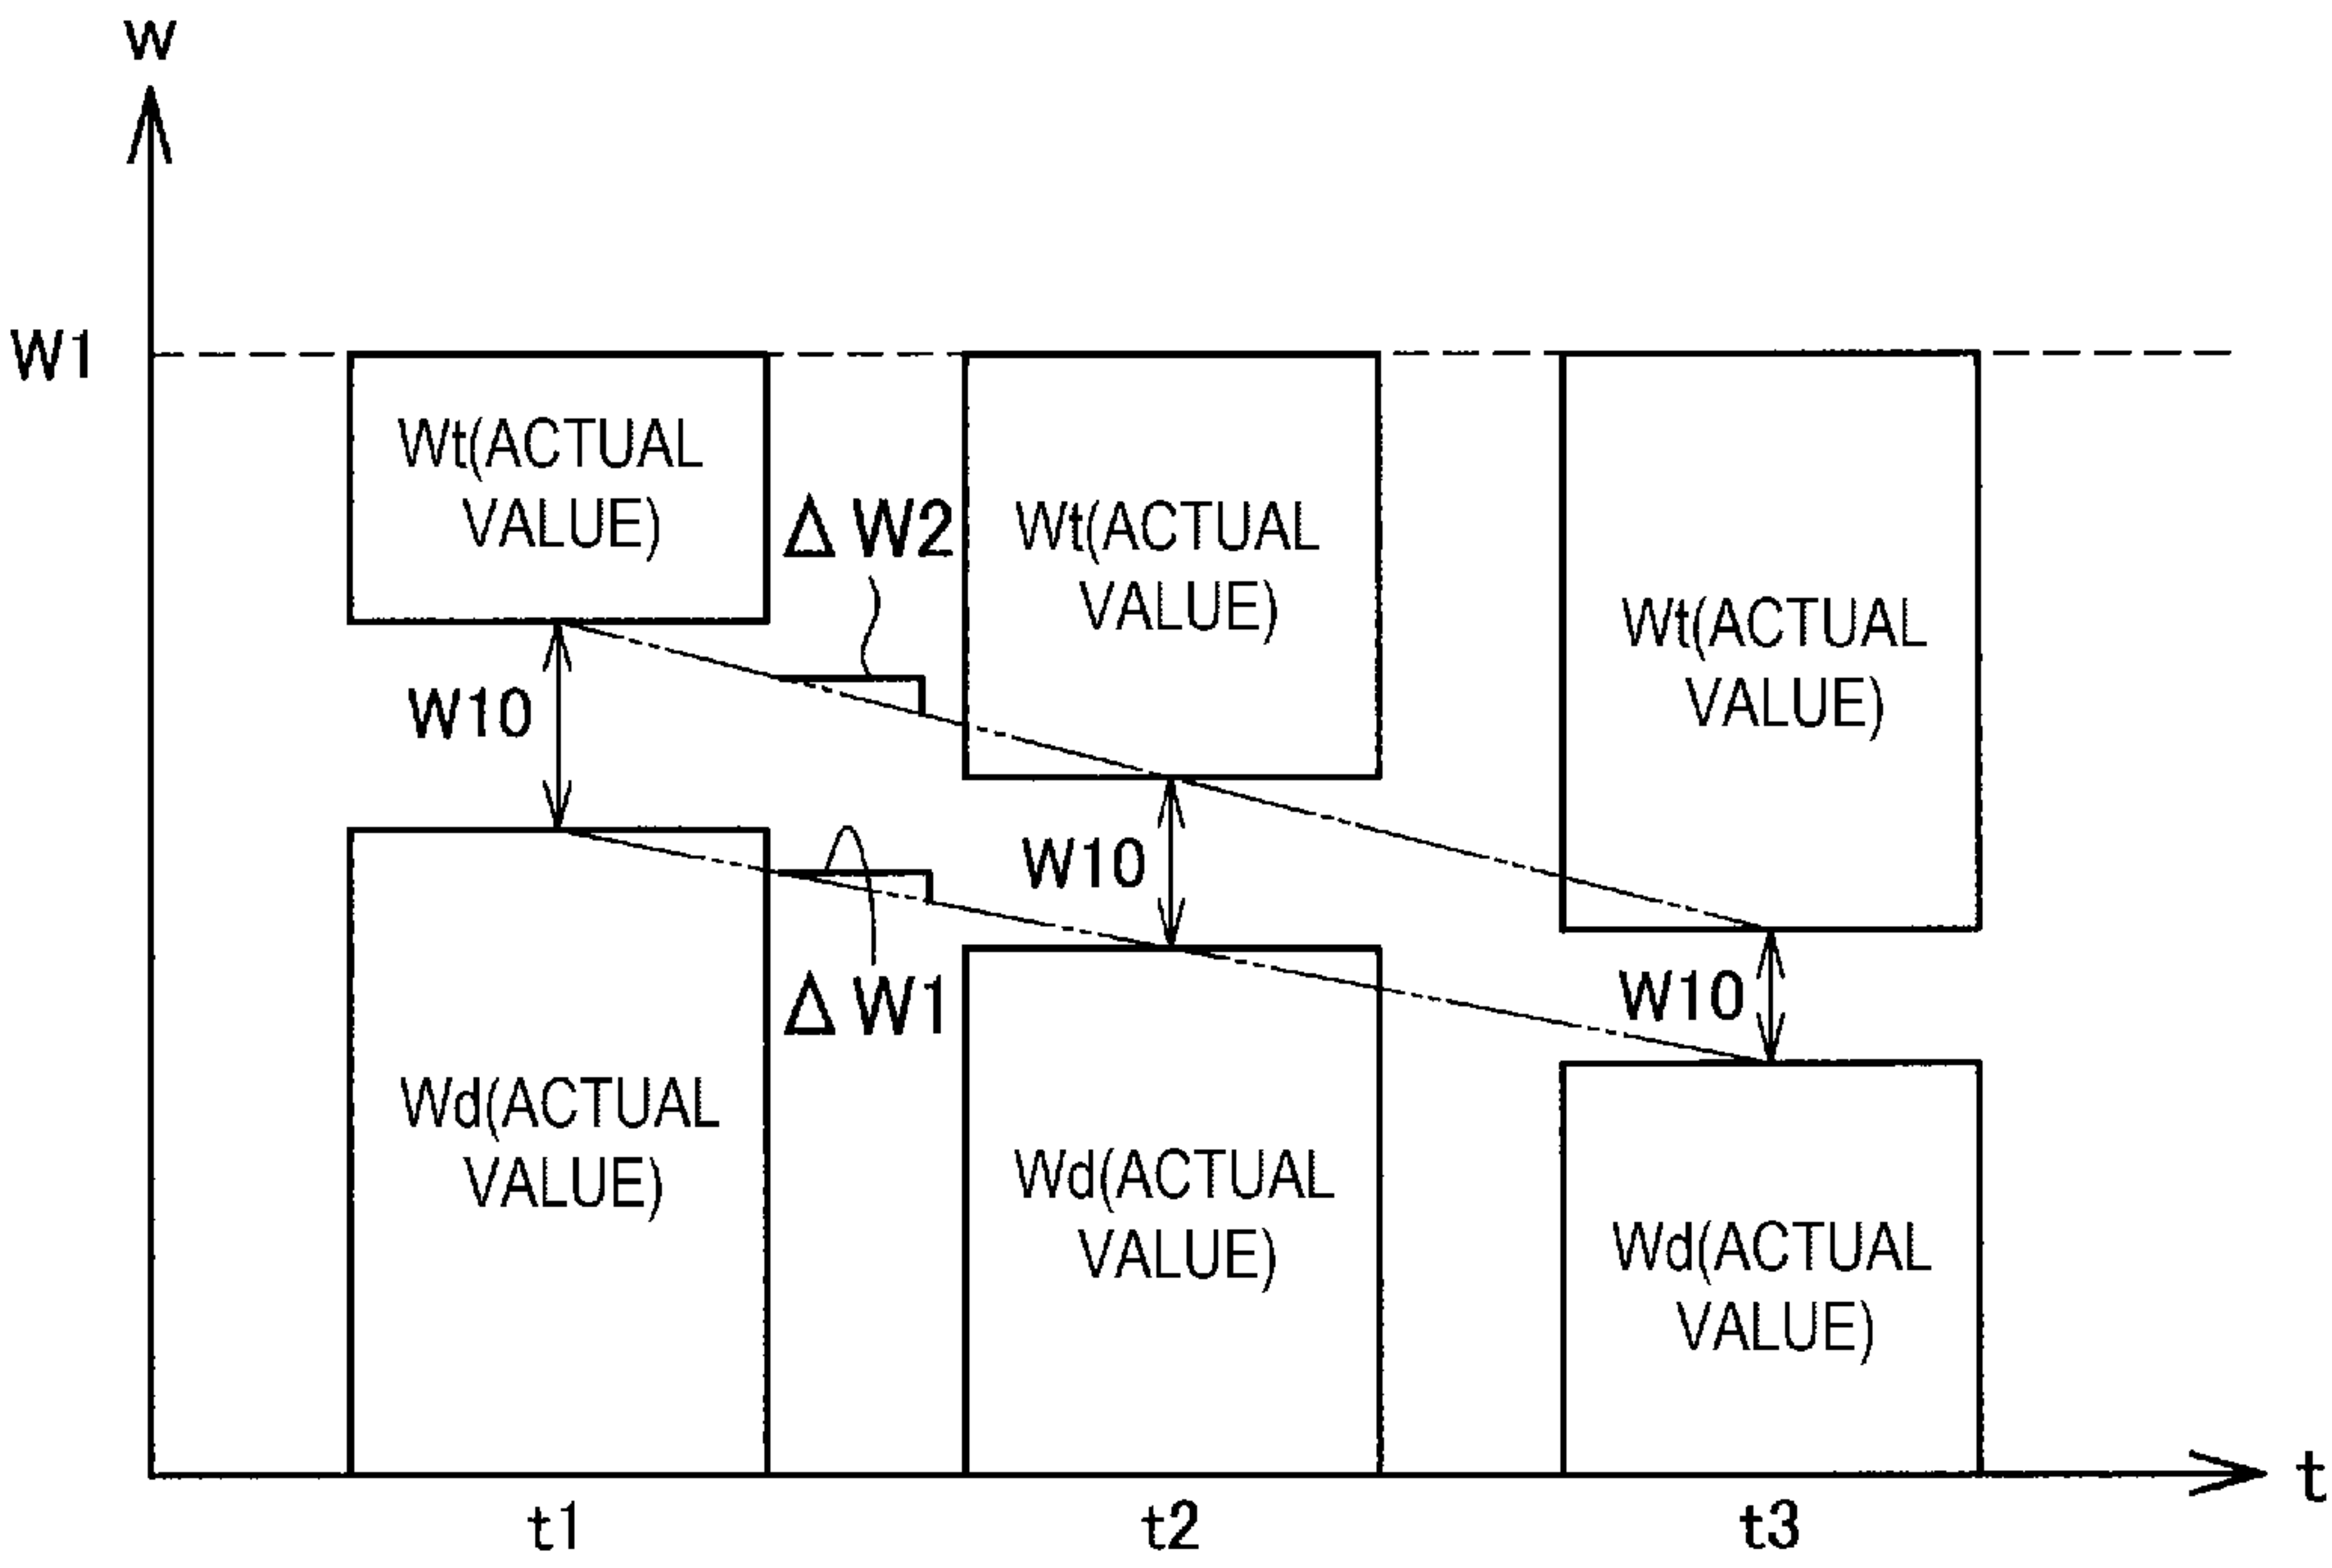 w
W1
Wt(ACTUAL
VALUE)
ΔW2
Wt(ACTUAL
VALUE)
Wt(ACTUAL
VALUE)
W10
W10
W10
ΔW1
Wd(ACTUAL
VALUE)
Wd(ACTUAL
VALUE)
Wd(ACTUAL
VALUE)
t
t1
t2
t3